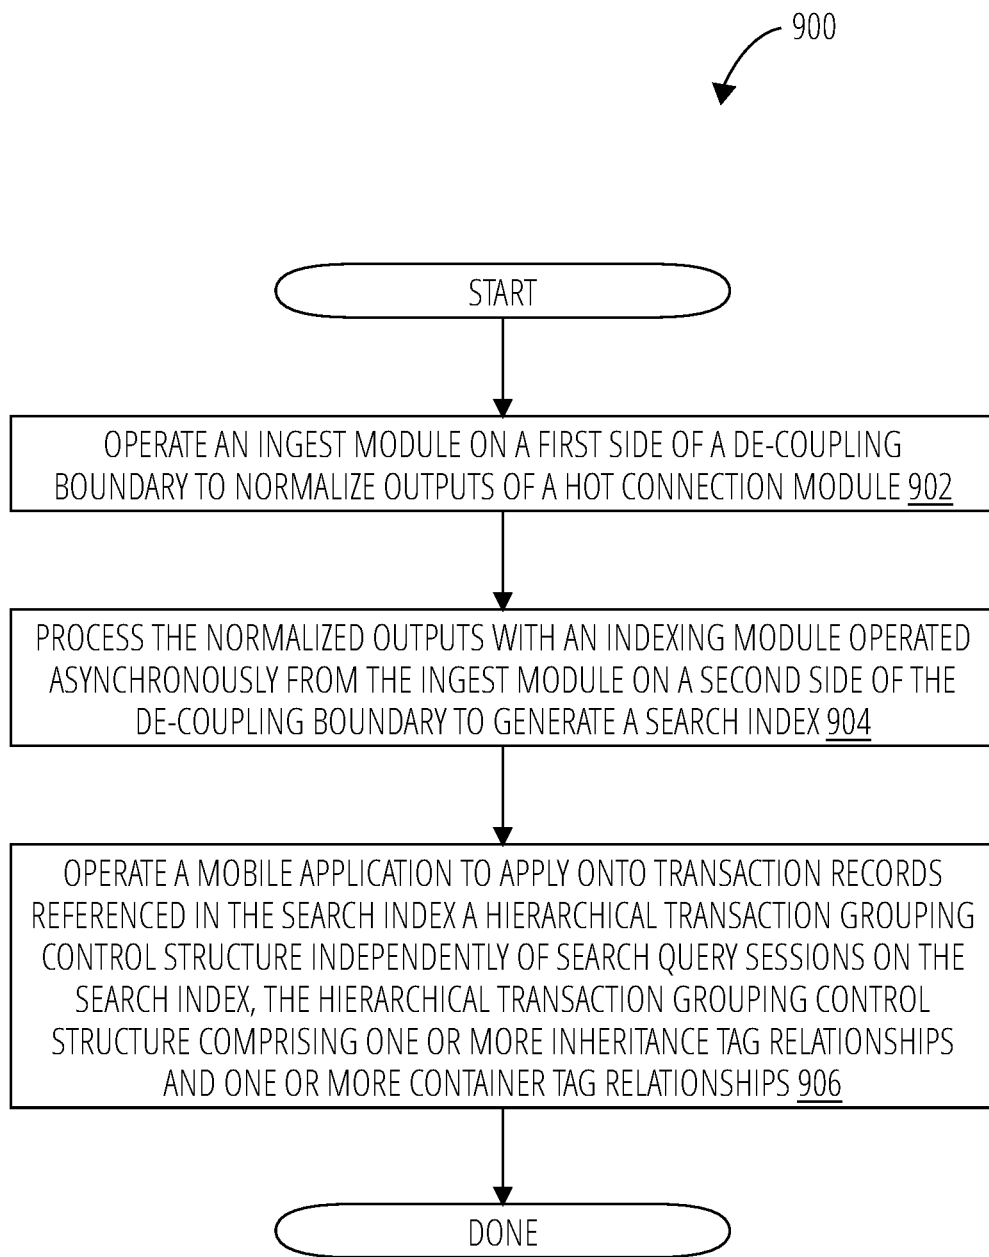 900
START
OPERATE AN INGEST MODULE ON A FIRST SIDE OF A DE-COUPLING
BOUNDARY TO NORMALIZE OUTPUTS OF A HOT CONNECTION MODULE 902
PROCESS THE NORMALIZED OUTPUTS WITH AN INDEXING MODULE OPERATED
ASYNCHRONOUSLY FROM THE INGEST MODULE ON A SECOND SIDE OF THE
DE-COUPLING BOUNDARY TO GENERATE A SEARCH INDEX 904
OPERATE A MOBILE APPLICATION TO APPLY ONTO TRANSACTION RECORDS
REFERENCED IN THE SEARCH INDEX A HIERARCHICAL TRANSACTION GROUPING
CONTROL STRUCTURE INDEPENDENTLY OF SEARCH QUERY SESSIONS ON THE
SEARCH INDEX, THE HIERARCHICAL TRANSACTION GROUPING CONTROL
STRUCTURE COMPRISING ONE OR MORE INHERITANCE TAG RELATIONSHIPS
AND ONE OR MORE CONTAINER TAG RELATIONSHIPS 906
DONE